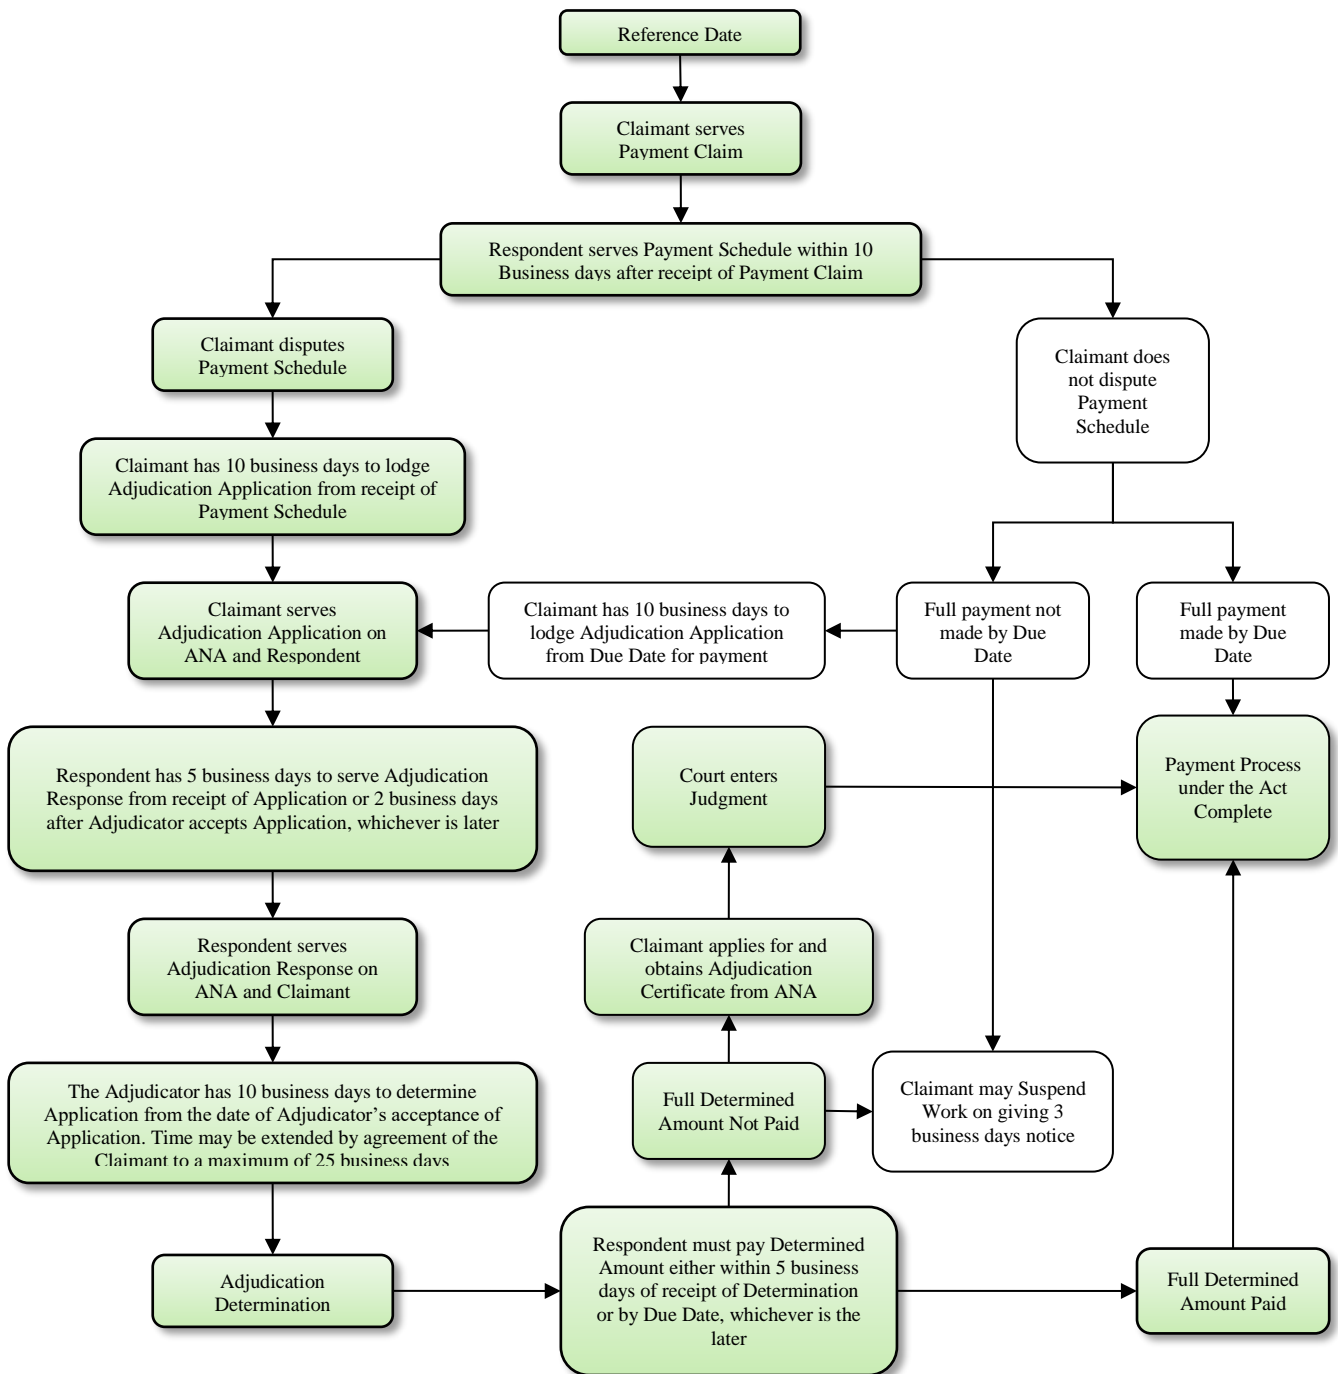 Reference Date
Claimant serves
Payment Claim
Respondent serves Payment Schedule within 10
Business days after receipt of Payment Claim
Claimant disputes
Payment Schedule
Claimant does
not dispute
Payment
Schedule
Claimant has 10 business days to lodge
Adjudication Application from receipt of
Payment Schedule
Claimant serves
Adjudication Application on
ANA and Respondent
Claimant has 10 business days to
lodge Adjudication Application
from Due Date for payment
Full payment not
made by Due
Date
Full payment
made by Due
Date
Respondent has 5 business days to serve Adjudication
Response from receipt of Application or 2 business days
after Adjudicator accepts Application, whichever is later
Court enters
Judgment
Payment Process
under the Act
Complete
Respondent serves
Adjudication Response on
ANA and Claimant
Claimant applies for and
obtains Adjudication
Certificate from ANA
The Adjudicator has 10 business days to determine
Application from the date of Adjudicator's acceptance of
Application. Time may be extended by agreement of the
Claimant to a maximum of 25 business days
Full Determined
Amount Not Paid
Claimant may Suspend
Work on giving 3
business days notice
Adjudication
Determination
Respondent must pay Determined
Amount either within 5 business
days of receipt of Determination
or by Due Date, whichever is the
later
Full Determined
Amount Paid